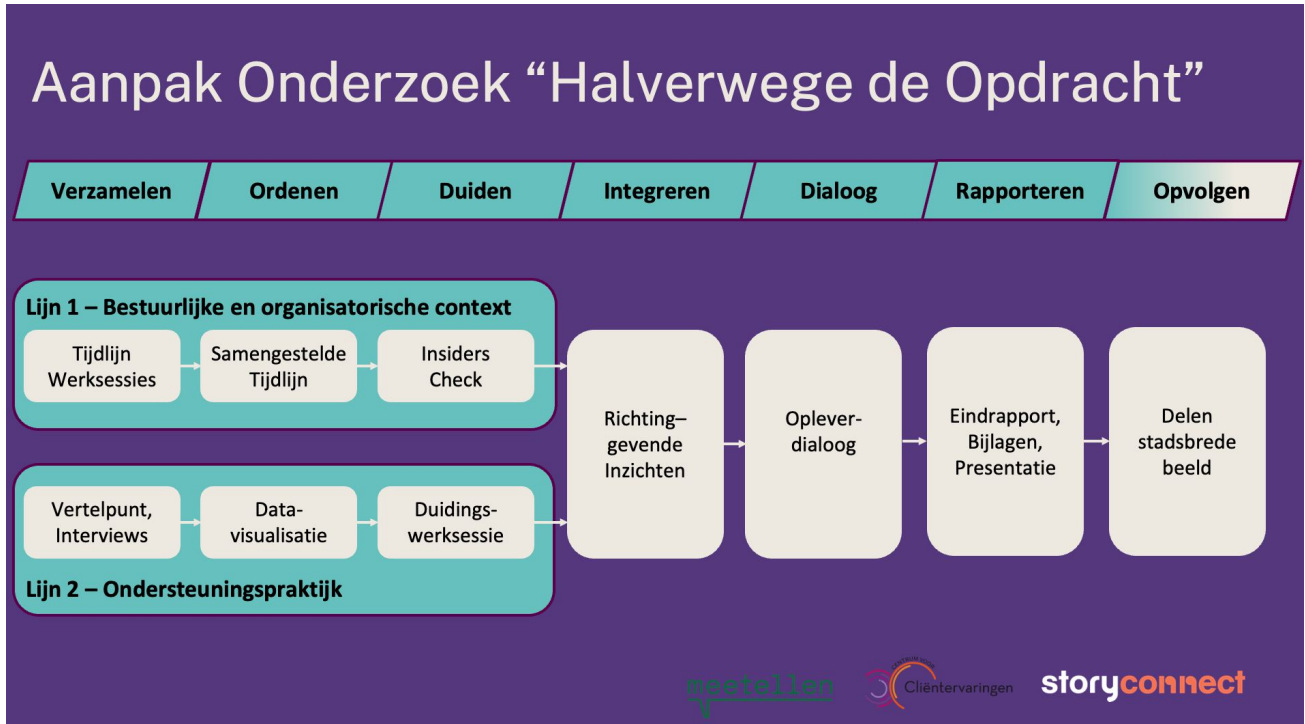 Aanpak Onderzoek “Halverwege de Opdracht”
Verzamelen
Ordenen
Duiden
Integreren
Dialoog
Rapporteren
Opvolgen
Lijn 1 – Bestuurlijke en organisatorische context
Tijdlijn
Werksessies
Samengestelde
Tijdlijn
Insiders
Check
Vertelpunt,
Interviews
Data-
visualisatie
Duidings-
werksessie
Lijn 2 – Ondersteuningspraktijk
Richting–
gevende
Inzichten
Oplever-
dialoog
Eindrapport,
Bijlagen,
Presentatie
Delen
stadsbrede
beeld
meetellen
CENTRUM VOOR
Cliëntervaringen
storyconnect